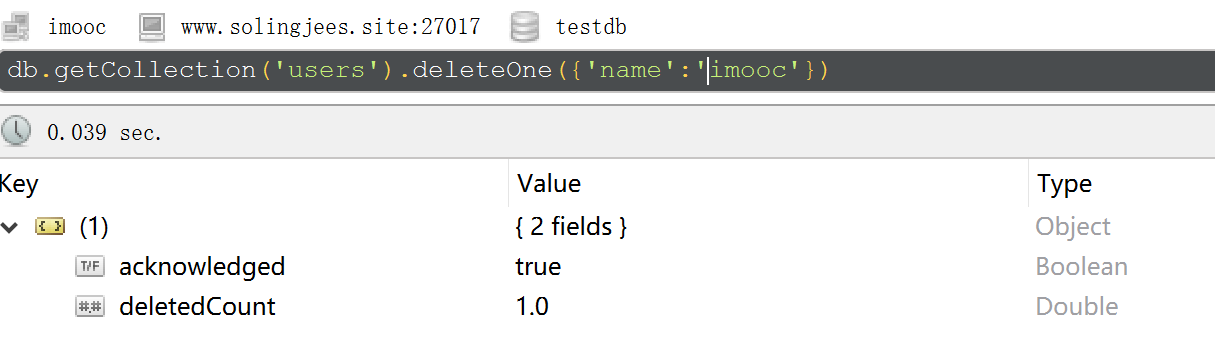 imooc www.solingjees.site:27017 testdb
db.getCollection('users').deleteOne({'name':'imooc'})
0.039 sec.
Key Value Type
(1) { 2 fields } Object
T/F acknowledged true Boolean
#.# deletedCount 1.0 Double